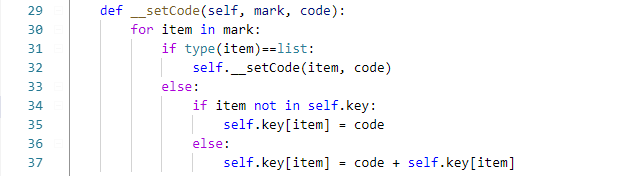 29 def __setCode(self, mark, code):
30 for item in mark:
31 if type(item)==list:
32 self.__setCode(item, code)
33 else:
34 if item not in self.key:
35 self.key[item] = code
36 else:
37 self.key[item] = code + self.key[item]